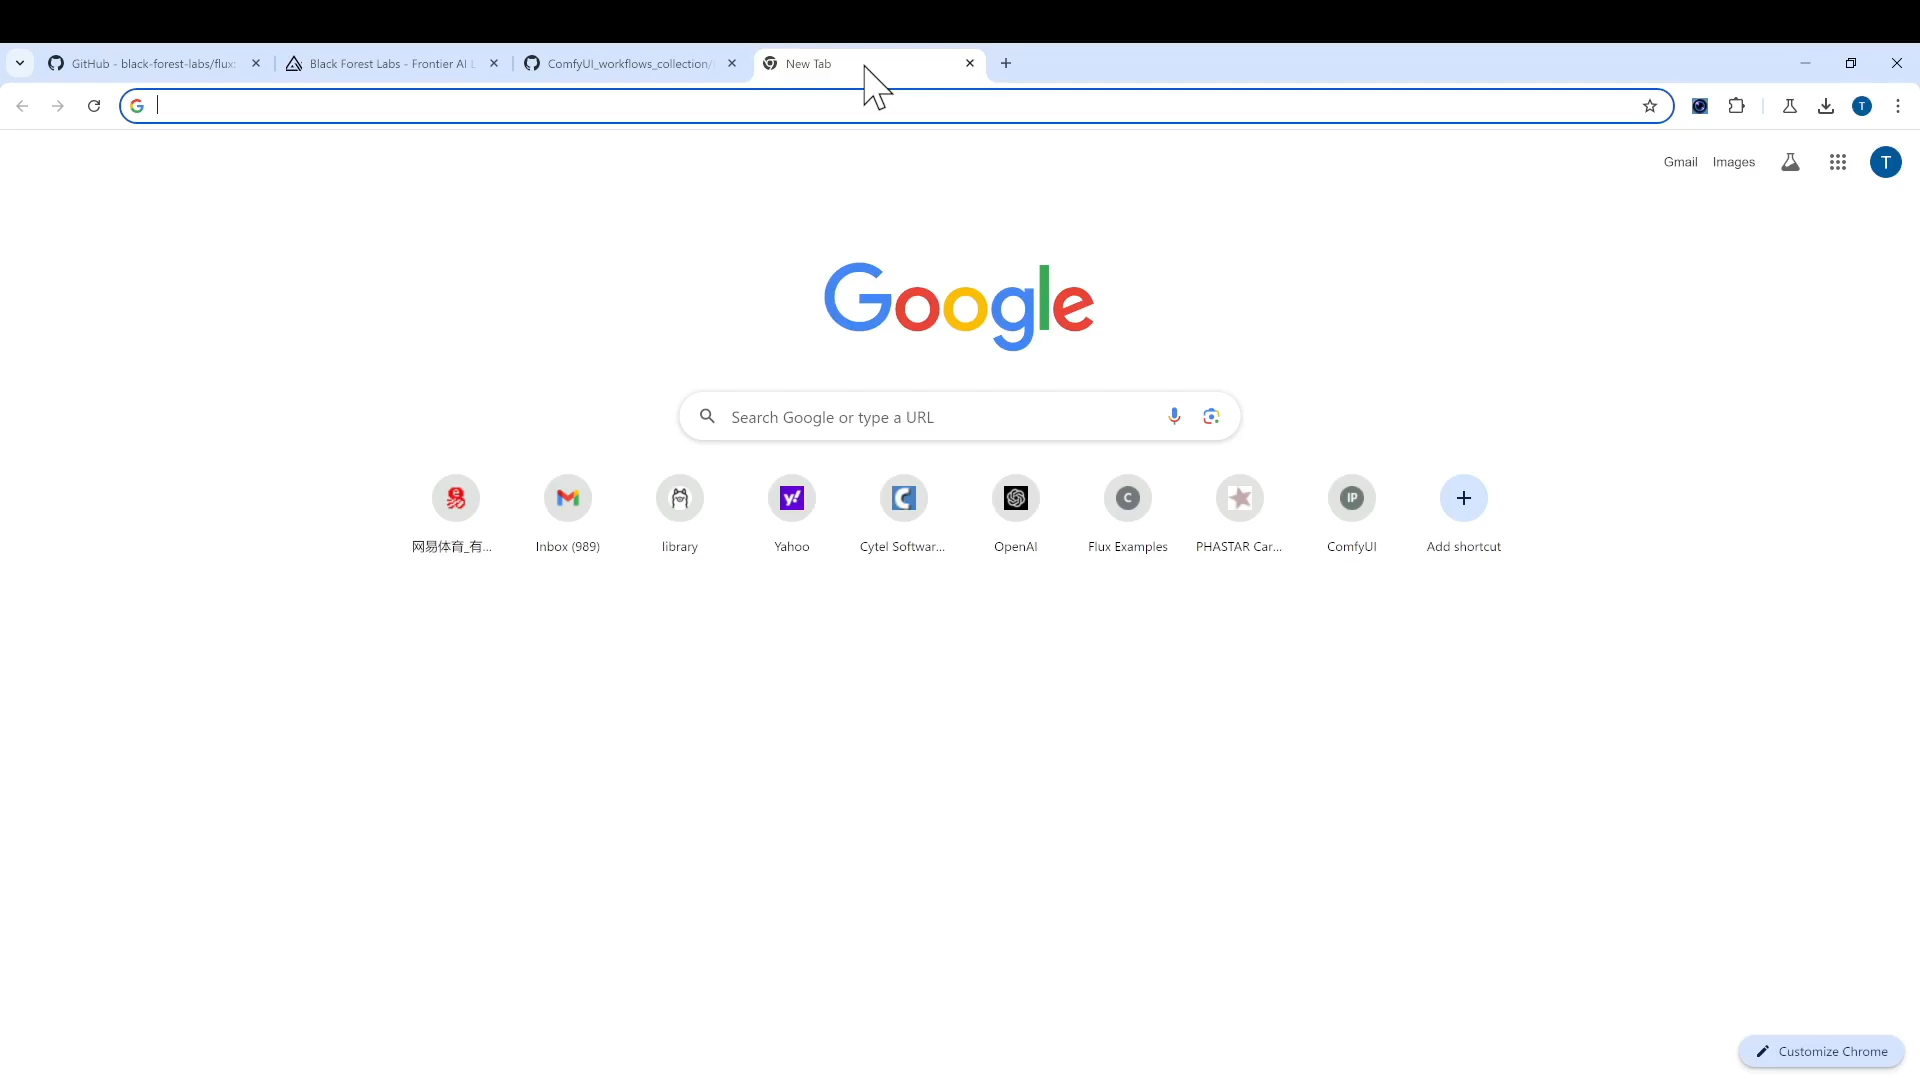 GitHub - black-forest-labs/flux:
Black Forest Labs - Frontier AI L
ComfyUI_workflows_collection/
New Tab
T
Gmail
Images
T
Google
Search Google or type a URL
网易体育_有...
Inbox (989)
library
Yahoo
Cytel Softwar...
OpenAI
Flux Examples
PHASTAR Car...
ComfyUI
Add shortcut
y!
C
C
IP
Customize Chrome